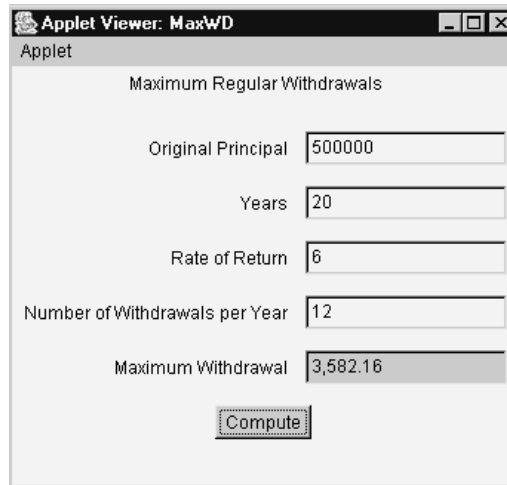 Applet Viewer: MaxWD
Applet
Maximum Regular Withdrawals
Original Principal 500000
Years 20
Rate of Return 6
Number of Withdrawals per Year 12
Maximum Withdrawal 3,582.16
Compute